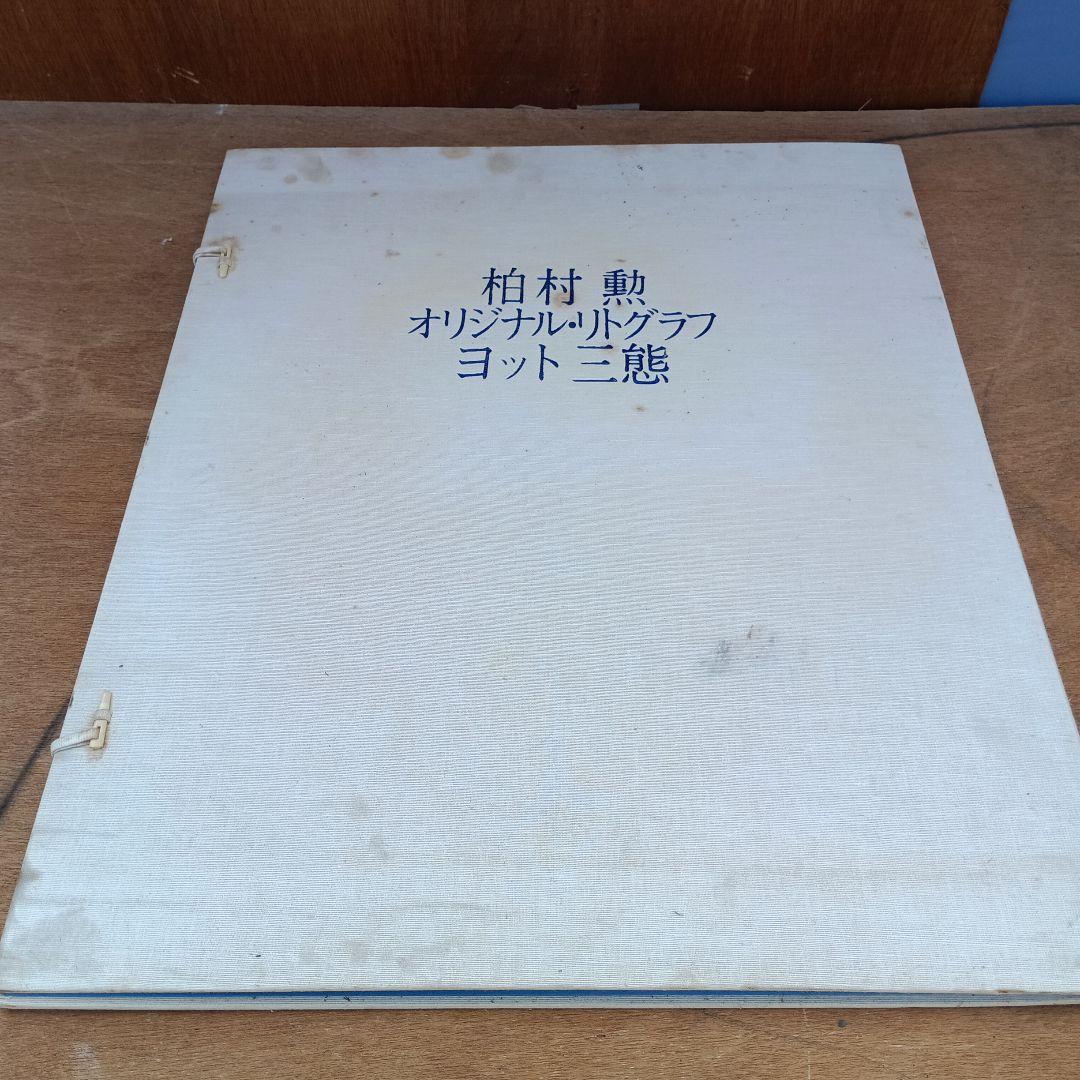 柏村 勲
オリジナル・リトグラフ
ヨット 三態